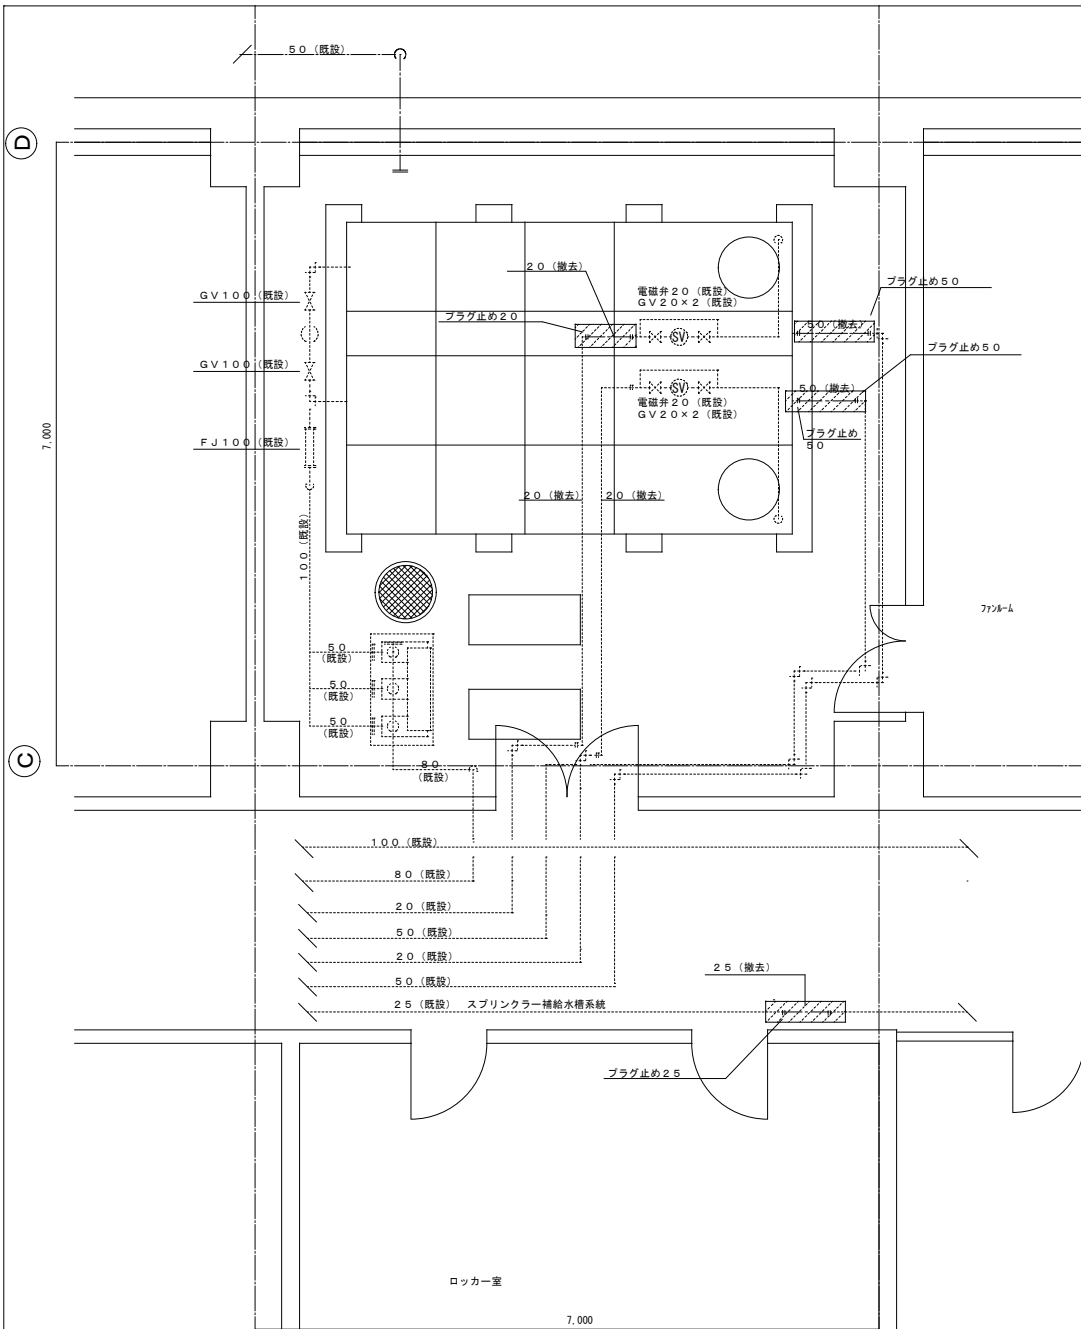 ５０（既設）
D
２０（撤去）
電磁弁２０（既設）
ＧＶ２０×２（既設）
プラグ止め５０
ＧＶ１００（既設）
プラグ止め２０
SV
５０（撤去）
プラグ止め５０
ＧＶ１００（既設）
SV
５０（撤去）
電磁弁２０（既設）
ＧＶ２０×２（既設）
プラグ止め
５０
7,000
ＦＪ１００（既設）
２０（撤去）
２０（撤去）
１００（既設）
ファンルーム
５０
（既設）
５０
（既設）
５０
（既設）
C
８０
（既設）
１００（既設）
８０（既設）
２０（既設）
５０（既設）
２０（既設）
５０（既設）
２５（撤去）
２５（既設）　スプリンクラー補給水槽系統
プラグ止め２５
ロッカー室
7,000